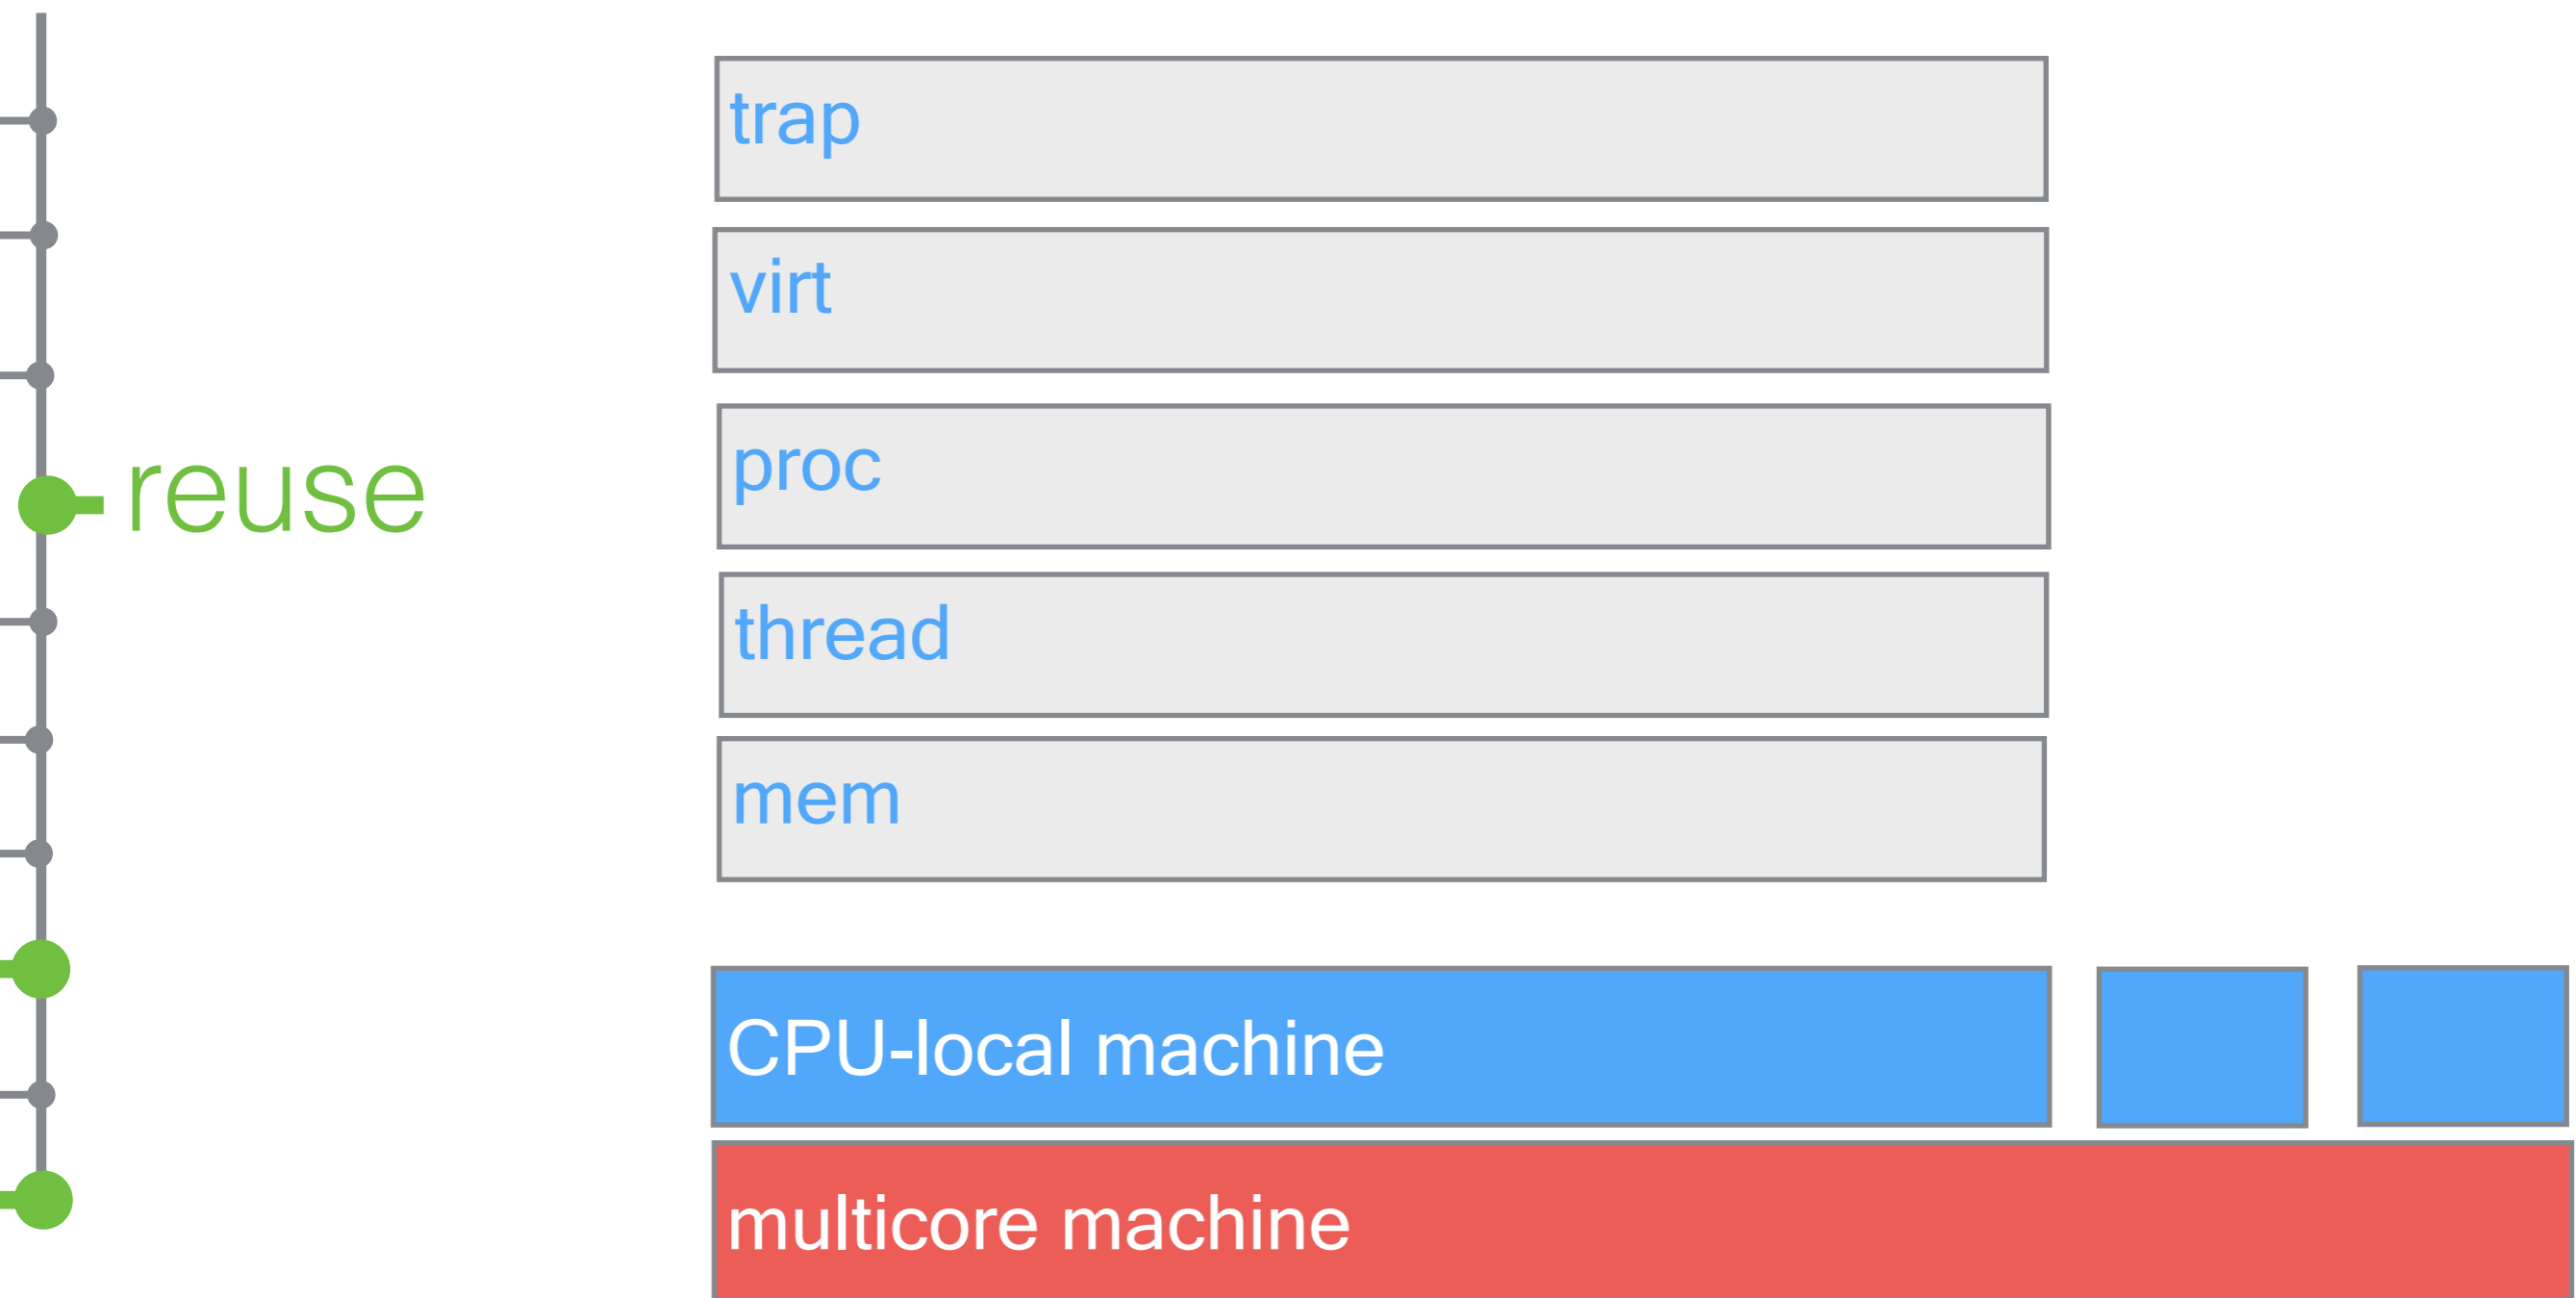 trap
virt
proc
reuse
thread
mem
CPU-local machine
multicore machine